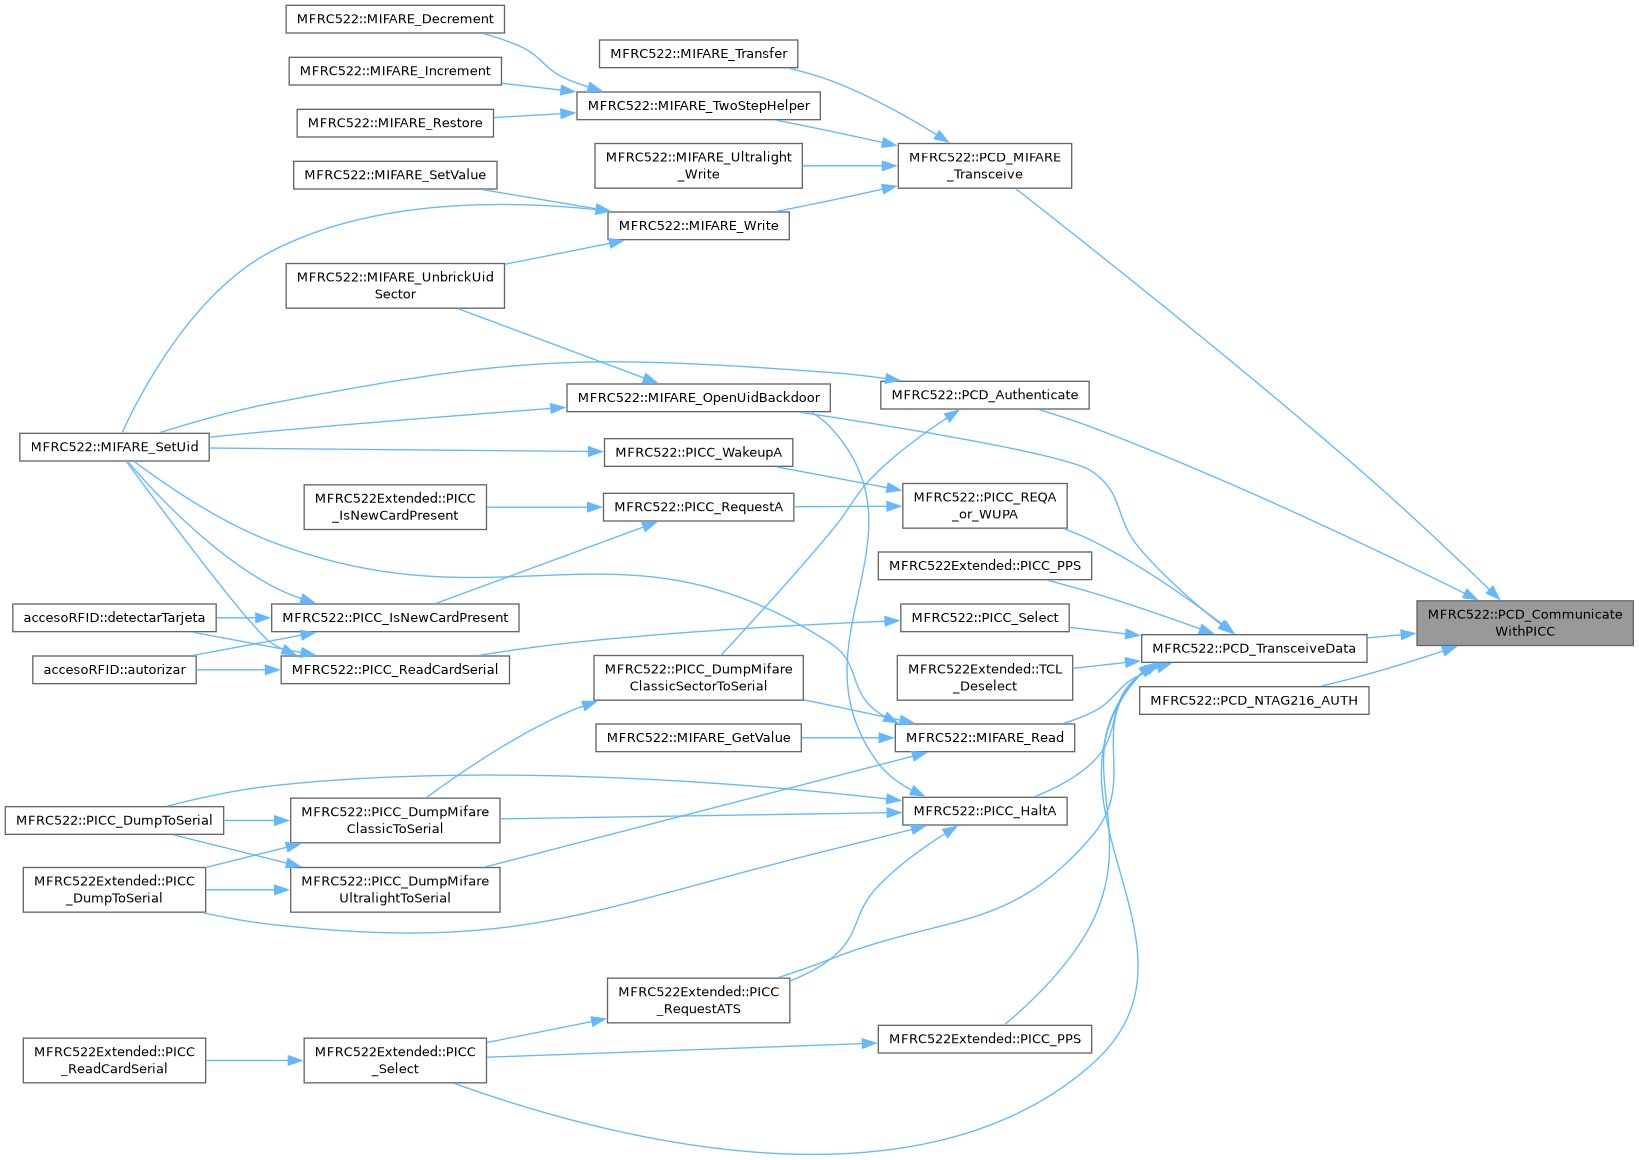 MFRC522::MIFARE_Decrement
MFRC522::MIFARE_Transfer
MFRC522::MIFARE_Increment
MFRC522::MIFARE_TwoStepHelper
MFRC522::MIFARE_Restore
MFRC522::MIFARE_Ultralight
_Write
MFRC522::PCD_MIFARE
_Transceive
MFRC522::MIFARE_SetValue
MFRC522::MIFARE_Write
MFRC522::MIFARE_UnbrickUid
Sector
MFRC522::MIFARE_OpenUidBackdoor
MFRC522::PCD_Authenticate
MFRC522::MIFARE_SetUid
MFRC522::PICC_WakeupA
MFRC522Extended::PICC
_IsNewCardPresent
MFRC522::PICC_RequestA
MFRC522::PICC_REQA
_or_WUPA
MFRC522Extended::PICC_PPS
accesoRFID::detectarTarjeta
MFRC522::PICC_IsNewCardPresent
MFRC522::PICC_Select
MFRC522::PCD_Communicate
WithPICC
MFRC522::PCD_TransceiveData
accesoRFID::autorizar
MFRC522::PICC_ReadCardSerial
MFRC522::PICC_DumpMifare
ClassicSectorToSerial
MFRC522Extended::TCL
_Deselect
MFRC522::PCD_NTAG216_AUTH
MFRC522::MIFARE_GetValue
MFRC522::MIFARE_Read
MFRC522::PICC_DumpToSerial
MFRC522::PICC_DumpMifare
ClassicToSerial
MFRC522::PICC_HaltA
MFRC522Extended::PICC
_DumpToSerial
MFRC522::PICC_DumpMifare
UltralightToSerial
MFRC522Extended::PICC
_RequestATS
MFRC522Extended::PICC_PPS
MFRC522Extended::PICC
_ReadCardSerial
MFRC522Extended::PICC
_Select